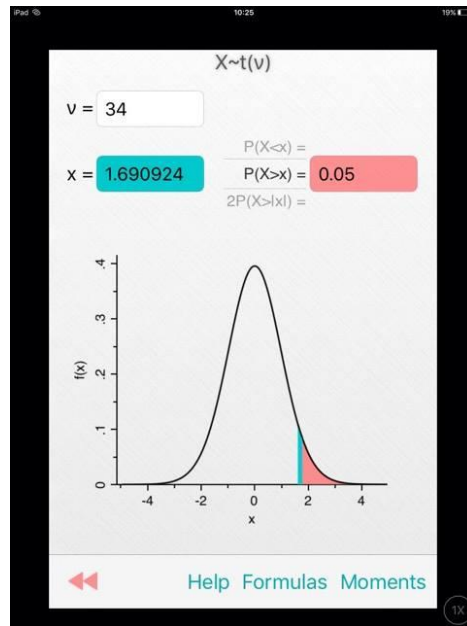 iPad 10:25 19%
X~t(ν)
ν = 34
P(X<x) =
x = 1.690924 P(X>x) = 0.05
2P(X>|x|) =
.4
.3
f(x)
.2
.1
0
-4 -2 0 2 4
x
Help Formulas Moments
1X